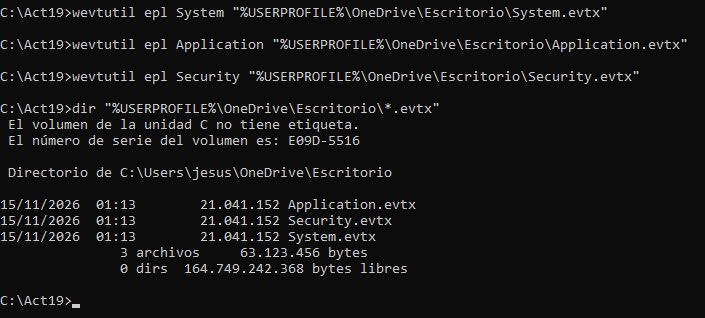 C:\Act19>wevtutil epl System "%USERPROFILE%\OneDrive\Escritorio\System.evtx"
C:\Act19>wevtutil epl Application "%USERPROFILE%\OneDrive\Escritorio\Application.evtx"
C:\Act19>wevtutil epl Security "%USERPROFILE%\OneDrive\Escritorio\Security.evtx"
C:\Act19>dir "%USERPROFILE%\OneDrive\Escritorio\*.evtx"
 El volumen de la unidad C no tiene etiqueta.
 El número de serie del volumen es: E09D-5516
 Directorio de C:\Users\jesus\OneDrive\Escritorio
15/11/2026  01:13        21.041.152 Application.evtx
15/11/2026  01:13        21.041.152 Security.evtx
15/11/2026  01:13        21.041.152 System.evtx
               3 archivos     63.123.456 bytes
               0 dirs  164.749.242.368 bytes libres
C:\Act19>